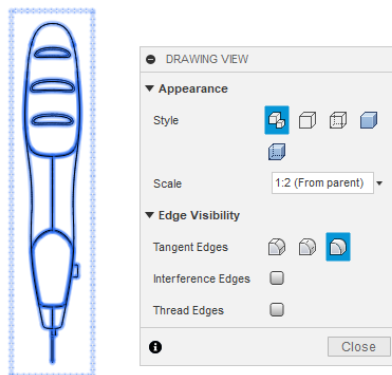 DRAWING VIEW
Appearance
Style
Scale 1:2 (From parent)
Edge Visibility
Tangent Edges
Interference Edges
Thread Edges
Close